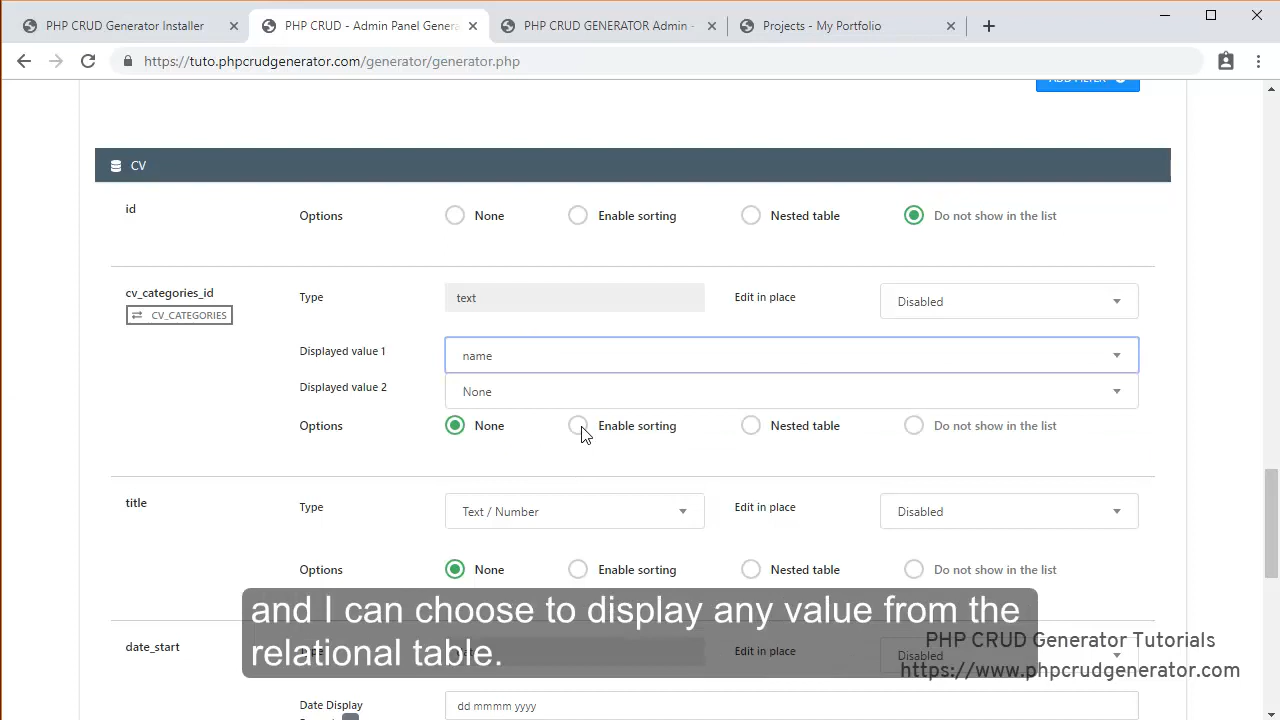 PHP CRUD Generator Installer
PHP CRUD - Admin Panel Genera
PHP CRUD GENERATOR Admin -
Projects - My Portfolio
https://tuto.phpcrudgenerator.com/generator/generator.php
ADD FILTER
CV
id
Options
None
Enable sorting
Nested table
Do not show in the list
cv_categories_id
CV_CATEGORIES
Type
text
Edit in place
Disabled
Displayed value 1
name
Displayed value 2
None
Options
None
Enable sorting
Nested table
Do not show in the list
title
Type
Text / Number
Edit in place
Disabled
Options
None
Enable sorting
Nested table
Do not show in the list
and I can choose to display any value from the
relational table.
date_start
Edit in place
Disabled
PHP CRUD Generator Tutorials
https://www.phpcrudgenerator.com
Date Display
dd mmmm yyyy